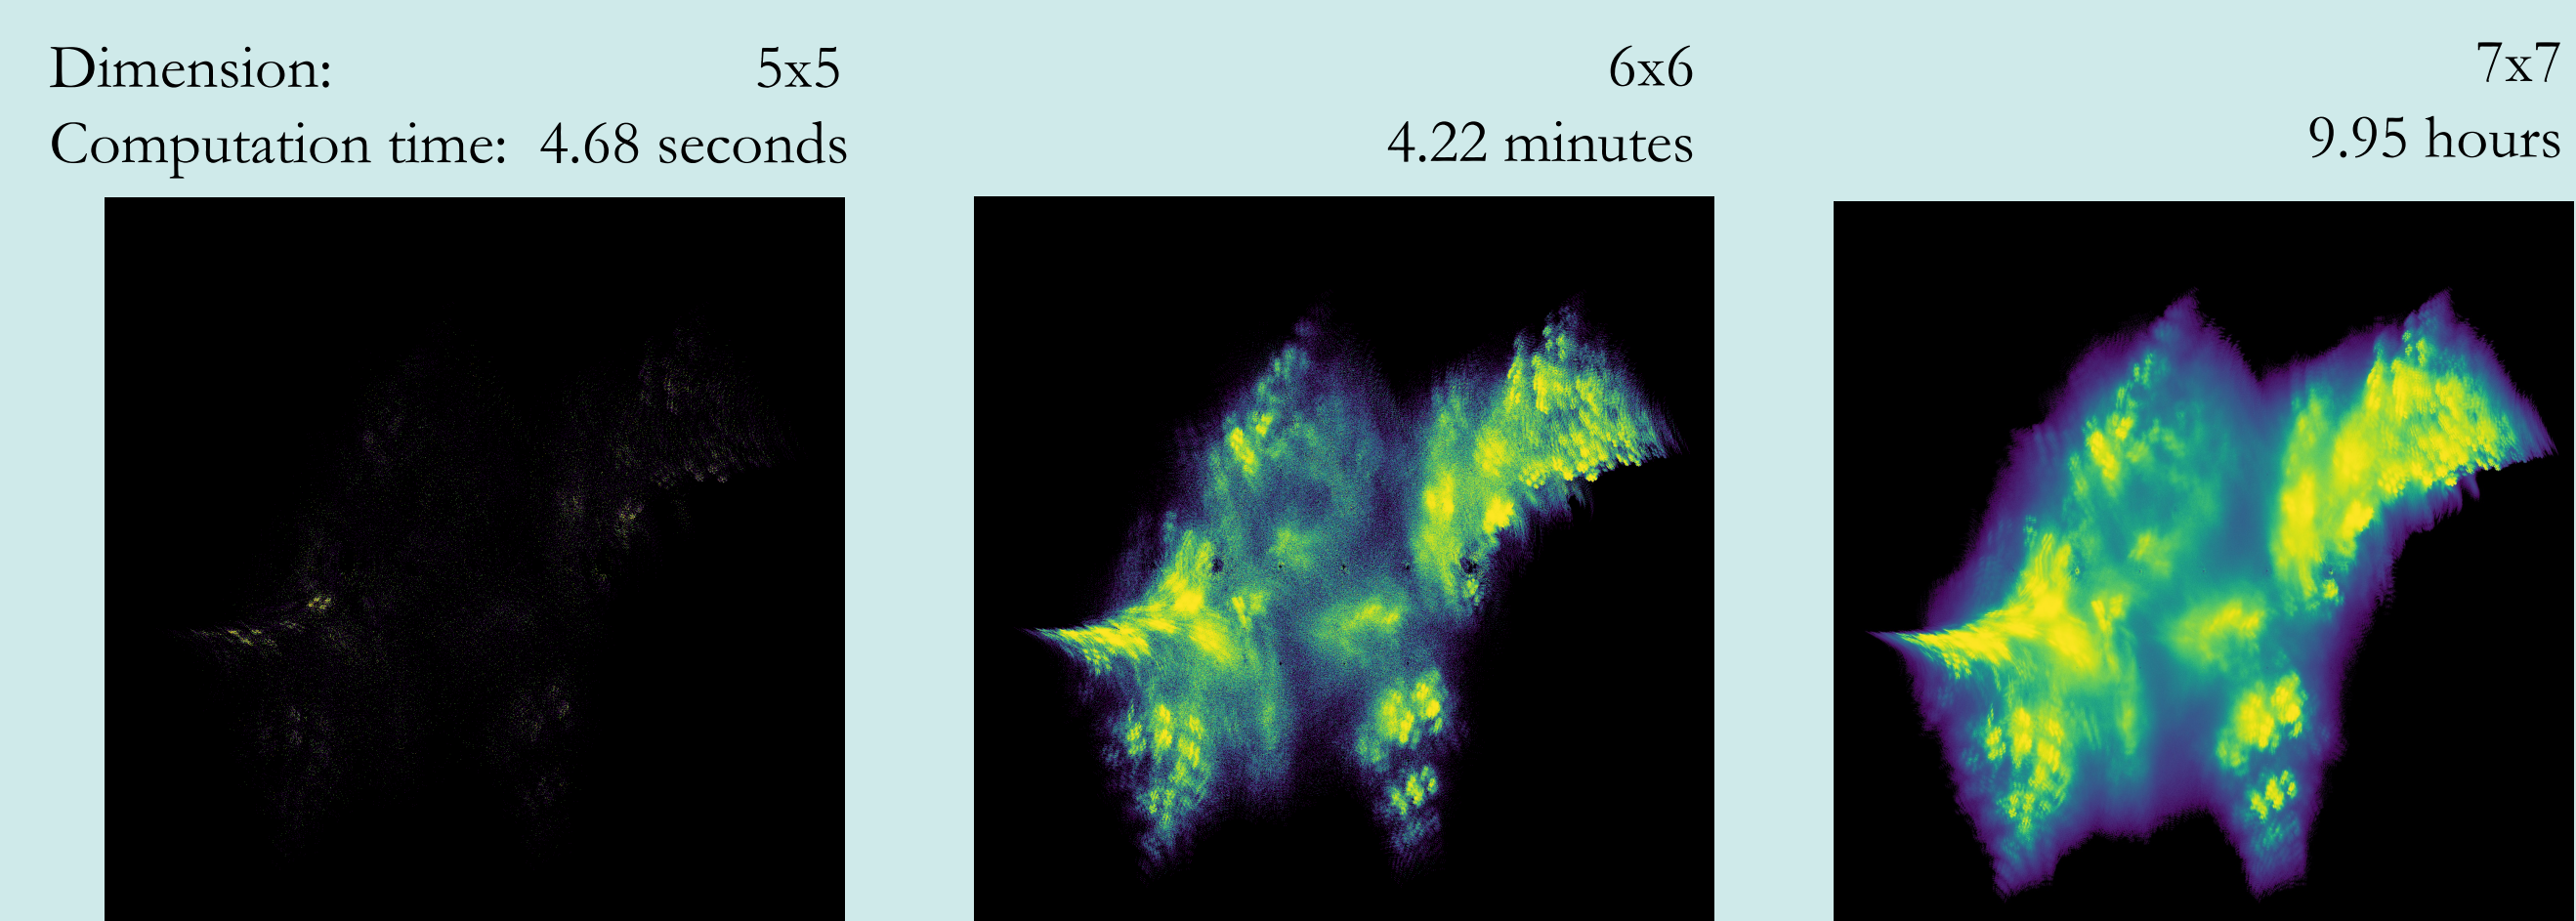 Dimension: 5x5 6x6 7x7
Computation time: 4.68 seconds 4.22 minutes 9.95 hours